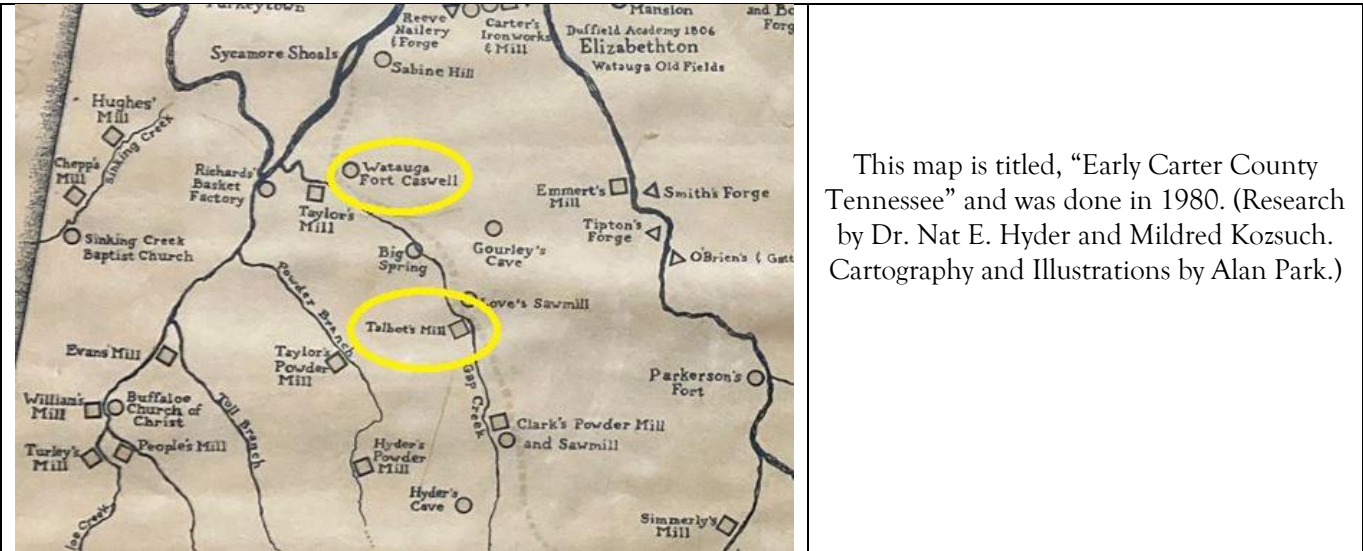 Turkeytown
Reeve
Nailery
& Forge
Carter's
Ironworks
& Mill
Mansion
Duffield Academy 1806
Elizabethton
Watauga Old Fields
and
Forg
Sycamore Shoals
Sabine Hill
Hughes'
Mill
Sinking Creek
Chepp's
Mill
Sinking Creek
Baptist Church
Richards'
Basket
Factory
Watauga
Fort Caswell
Taylor's
Mill
Emmert's
Mill
Smith's Forge
Tipton's
Forge
O'Brien's & Gatt
Big
Spring
Gourley's
Cave
Love's Sawmill
Talbot's Mill
Powder Branch
Gap Creek
Evans' Mill
Taylor's
Powder
Mill
Parkerson's
Fort
William's
Mill
Buffaloe
Church of
Christ
Toll Branch
Clark's Powder Mill
and Sawmill
Turley's
Mill
People's Mill
Hyder's
Powder
Mill
Hyder's
Cave
Simmerly's
Mill
loe Creek
This map is titled, “Early Carter County
Tennessee” and was done in 1980. (Research
by Dr. Nat E. Hyder and Mildred Kozsuch.
Cartography and Illustrations by Alan Park.)